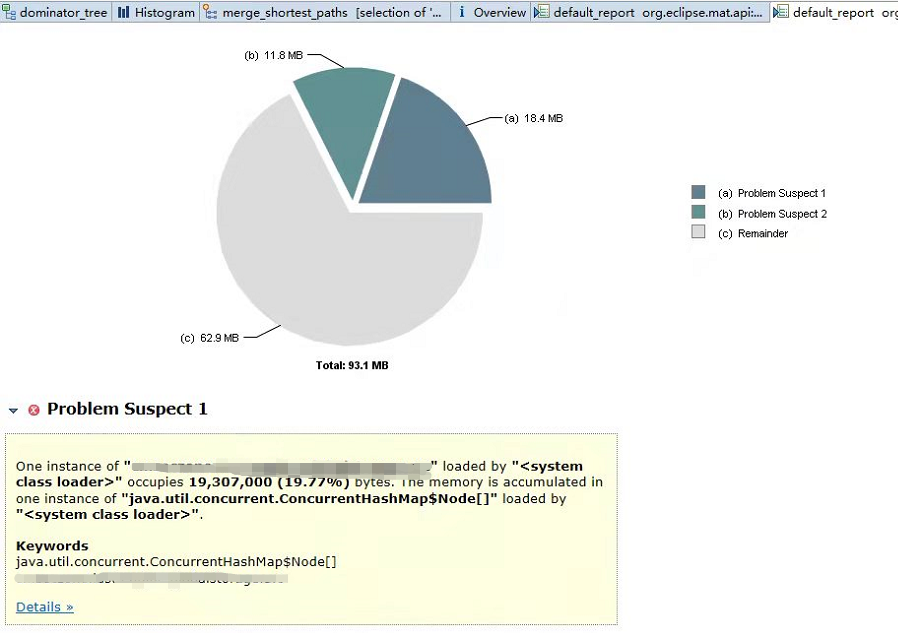 dominator_tree Histogram merge_shortest_paths [selection of '... i Overview default_report org.eclipse.mat.api:... default_report
(b) 11.8 MB
(a) 18.4 MB
(a) Problem Suspect 1
(b) Problem Suspect 2
(c) Remainder
(c) 62.9 MB
Total: 93.1 MB
Problem Suspect 1
One instance of "" loaded by "<system
class loader>" occupies 19,307,000 (19.77%) bytes. The memory is accumulated in
one instance of "java.util.concurrent.ConcurrentHashMap$Node[]" loaded by
"<system class loader>".
Keywords
java.util.concurrent.ConcurrentHashMap$Node[]
Details »